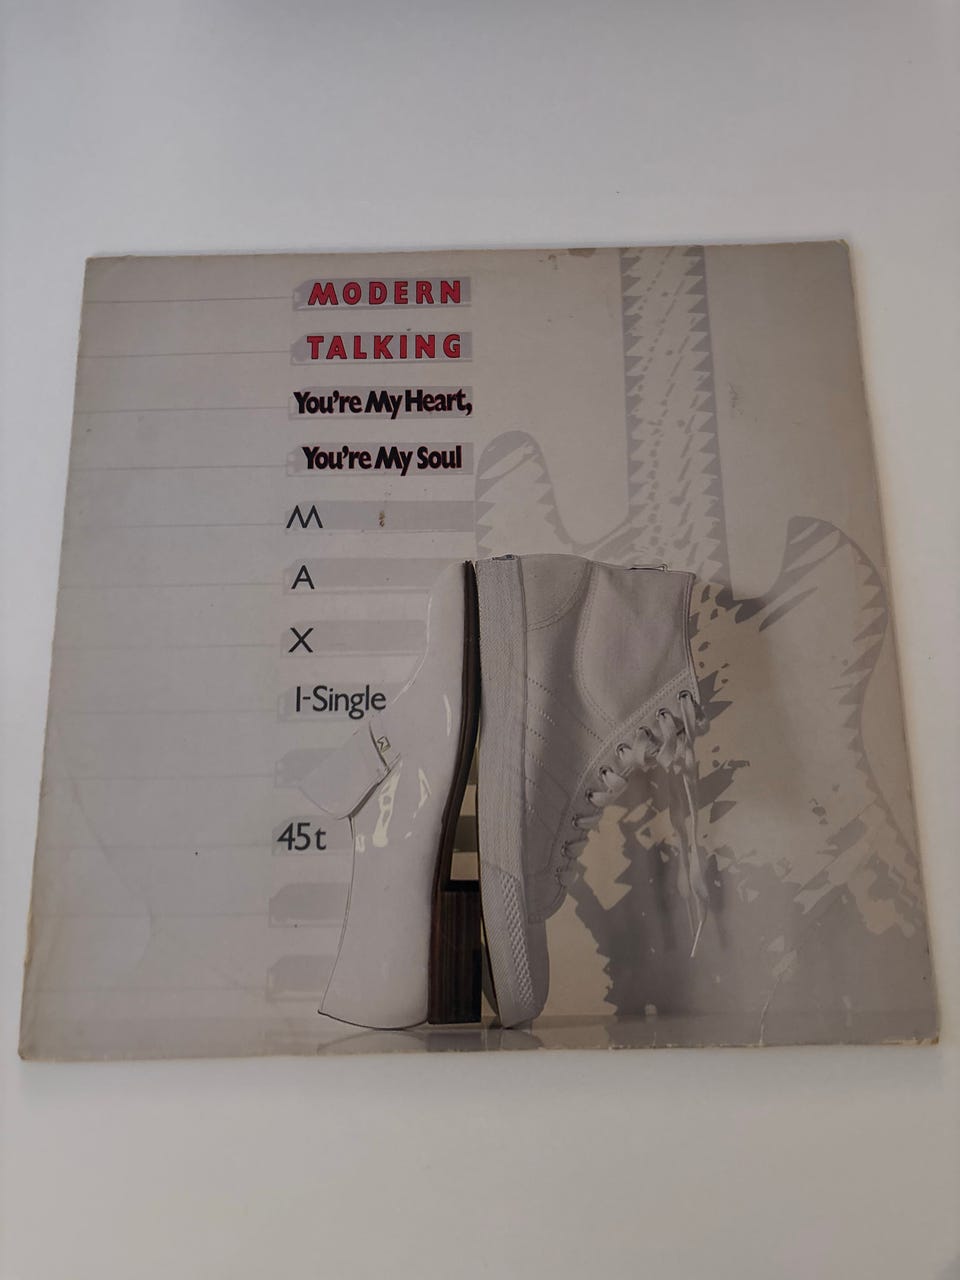 MODERN
TALKING
You're My Heart,
You're My Soul
M
A
X
I-Single
45t